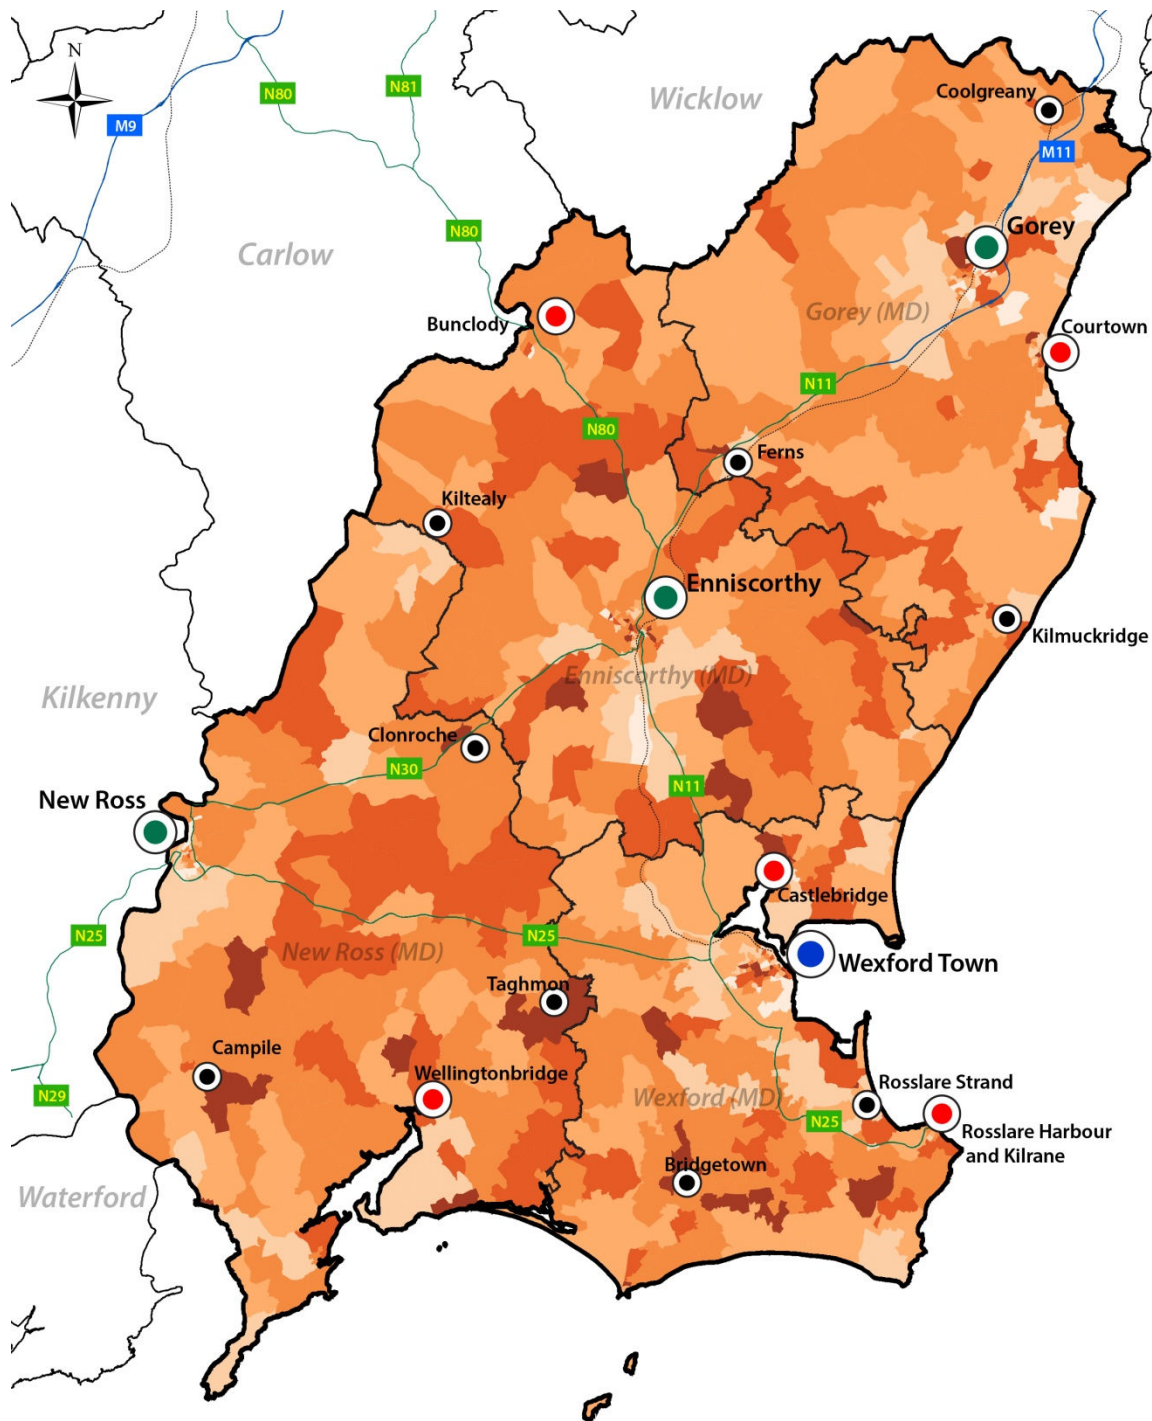 N
N80
N81
Wicklow
Coolgreany
M9
M11
Gorey
N80
Carlow
Gorey (MD)
Bunclody
Courtown
N11
N80
Ferns
Kiltealy
Enniscorthy
Kilmuckridge
Enniscorthy (MD)
Kilkenny
Clonroche
N30
N11
New Ross
Castlebridge
N25
N25
New Ross (MD)
Wexford Town
Taghmon
Campile
Wellingtonbridge
Rosslare Strand
N29
Wexford (MD)
N25
Rosslare Harbour
and Kilrane
Bridgetown
Waterford